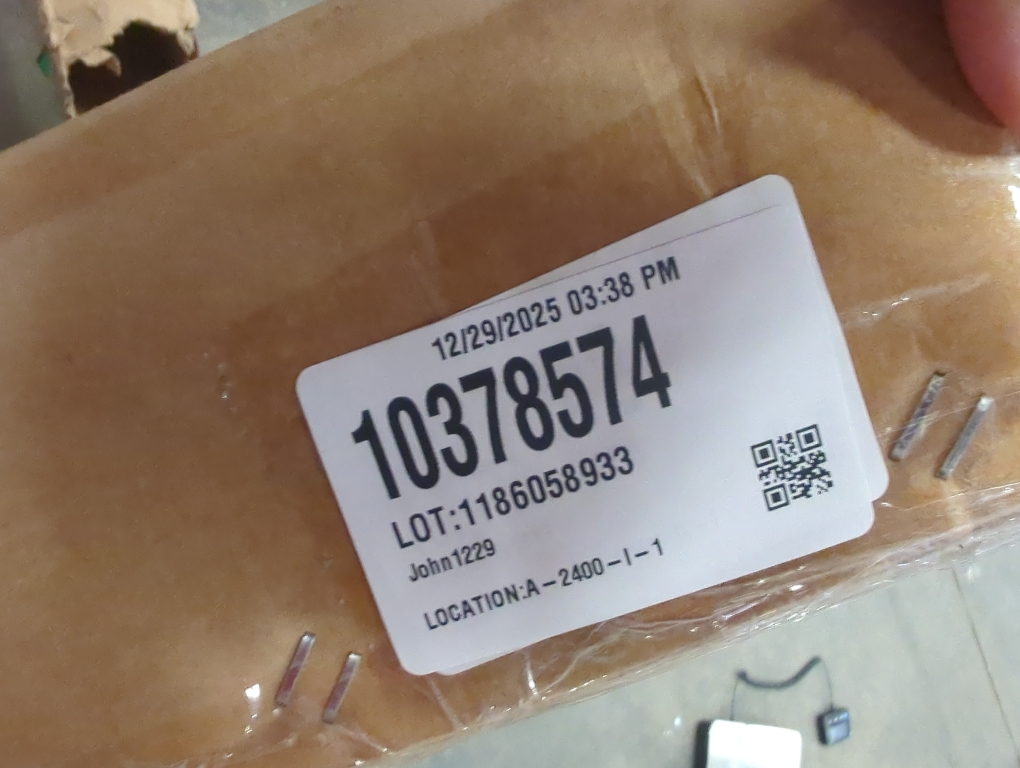 12/29/2025 03:38 PM
10378574
LOT:1186058933
John1229
LOCATION:A-2400-I-1